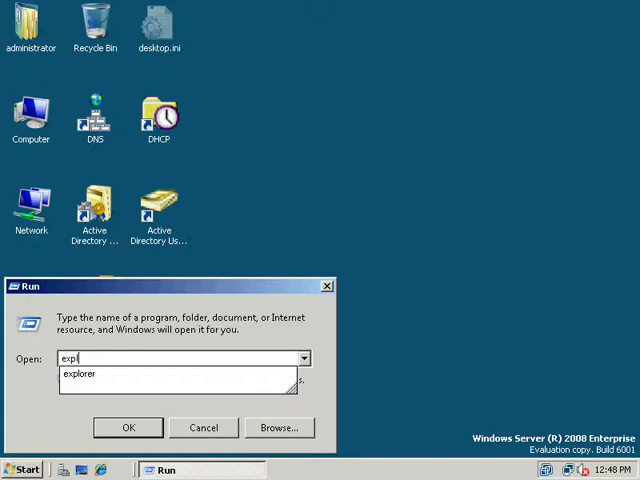 administrator
Recycle Bin
desktop.ini
Computer
DNS
DHCP
Network
Active
Directory ...
Active
Directory Us...
Run
Type the name of a program, folder, document, or Internet
resource, and Windows will open it for you.
Open:
expl
explorer
s.
OK
Cancel
Browse...
Windows Server (R) 2008 Enterprise
Evaluation copy. Build 6001
Start
Run
12:48 PM